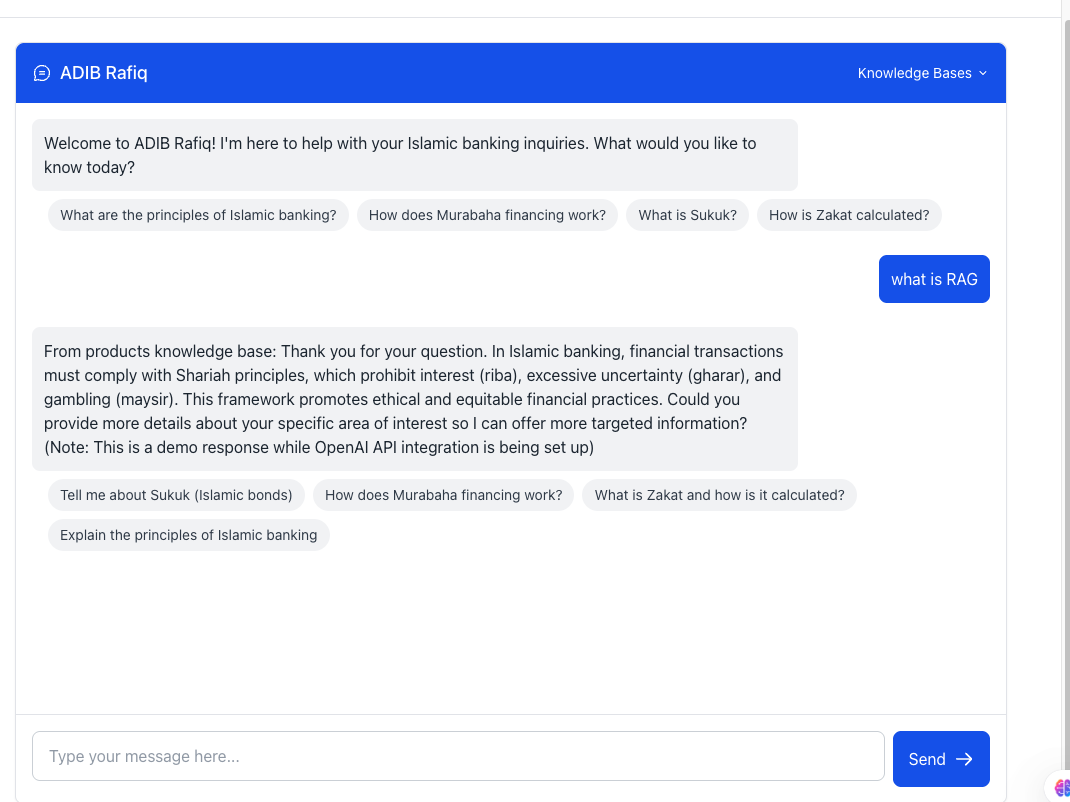 ADIB Rafiq
Knowledge Bases
Welcome to ADIB Rafiq! I'm here to help with your Islamic banking inquiries. What would you like to
know today?
What are the principles of Islamic banking?
How does Murabaha financing work?
What is Sukuk?
How is Zakat calculated?
what is RAG
From products knowledge base: Thank you for your question. In Islamic banking, financial transactions
must comply with Shariah principles, which prohibit interest (riba), excessive uncertainty (gharar), and
gambling (maysir). This framework promotes ethical and equitable financial practices. Could you
provide more details about your specific area of interest so I can offer more targeted information?
(Note: This is a demo response while OpenAI API integration is being set up)
Tell me about Sukuk (Islamic bonds)
How does Murabaha financing work?
What is Zakat and how is it calculated?
Explain the principles of Islamic banking
Type your message here...
Send